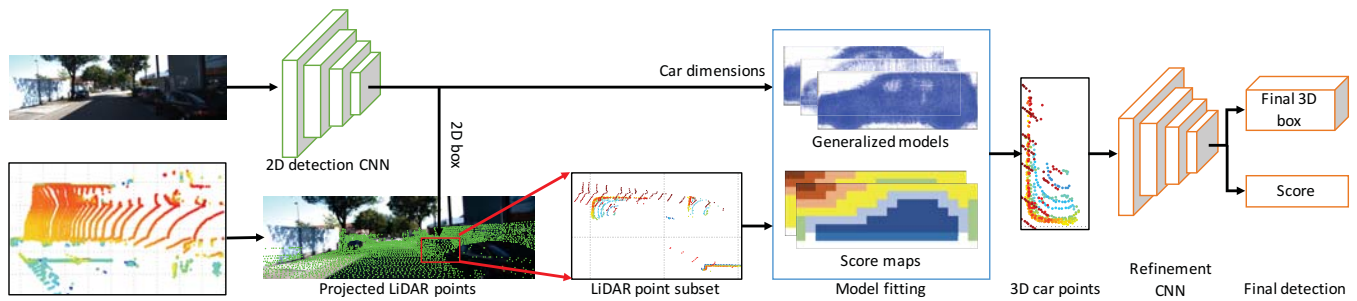 Car dimensions
2D detection CNN
2D box
Generalized models
Final 3D
box
Score
Score maps
Projected LiDAR points
LiDAR point subset
Model fitting
3D car points
Refinement
CNN
Final detection